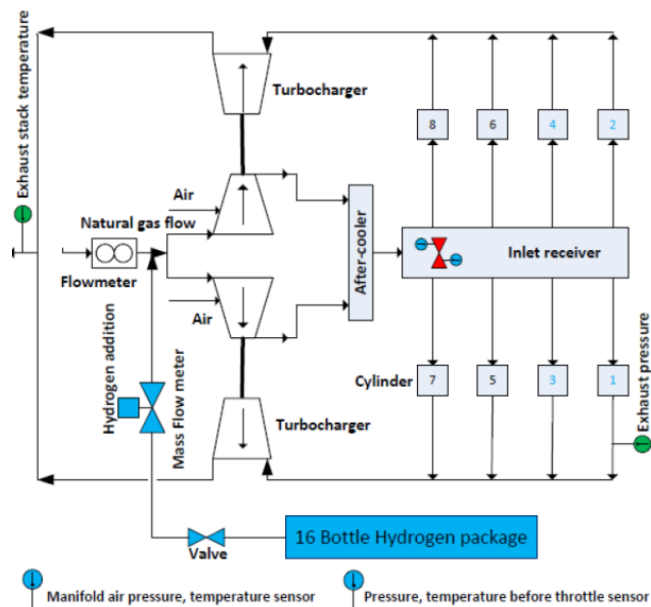 Exhaust stack temperature
Turbocharger
8
6
4
2
Air
Natural gas flow
Flowmeter
After-cooler
Inlet receiver
Air
Hydrogen addition
Mass Flow meter
Cylinder
7
5
3
1
Exhaust pressure
Turbocharger
16 Bottle Hydrogen package
Valve
Manifold air pressure, temperature sensor
Pressure, temperature before throttle sensor